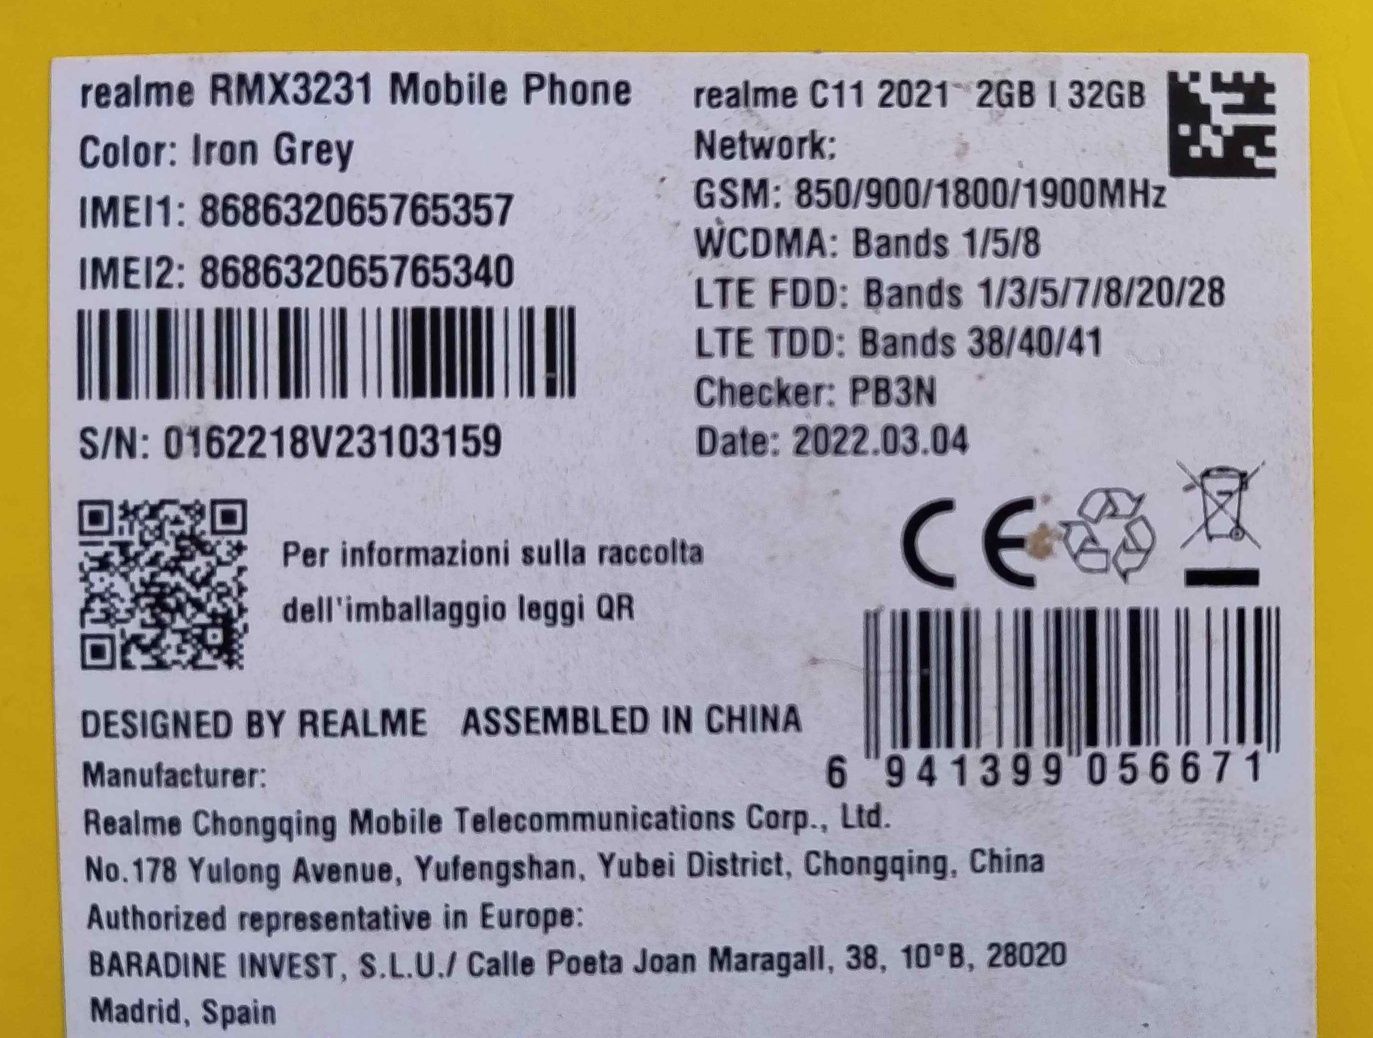 realme RMX3231 Mobile Phone
Color: Iron Grey
IMEI1: 868632065765357
IMEI2: 868632065765340
S/N: 0162218V23103159
realme C11 2021 2GB | 32GB
Network:
GSM: 850/900/1800/1900MHz
WCDMA: Bands 1/5/8
LTE FDD: Bands 1/3/5/7/8/20/28
LTE TDD: Bands 38/40/41
Checker: PB3N
Date: 2022.03.04
Per informazioni sulla raccolta
dell'imballaggio leggi QR
CE
6 941399 056671
DESIGNED BY REALME ASSEMBLED IN CHINA
Manufacturer:
Realme Chongqing Mobile Telecommunications Corp., Ltd.
No.178 Yulong Avenue, Yufengshan, Yubei District, Chongqing, China
Authorized representative in Europe:
BARADINE INVEST, S.L.U./ Calle Poeta Joan Maragall, 38, 10ºB, 28020
Madrid, Spain